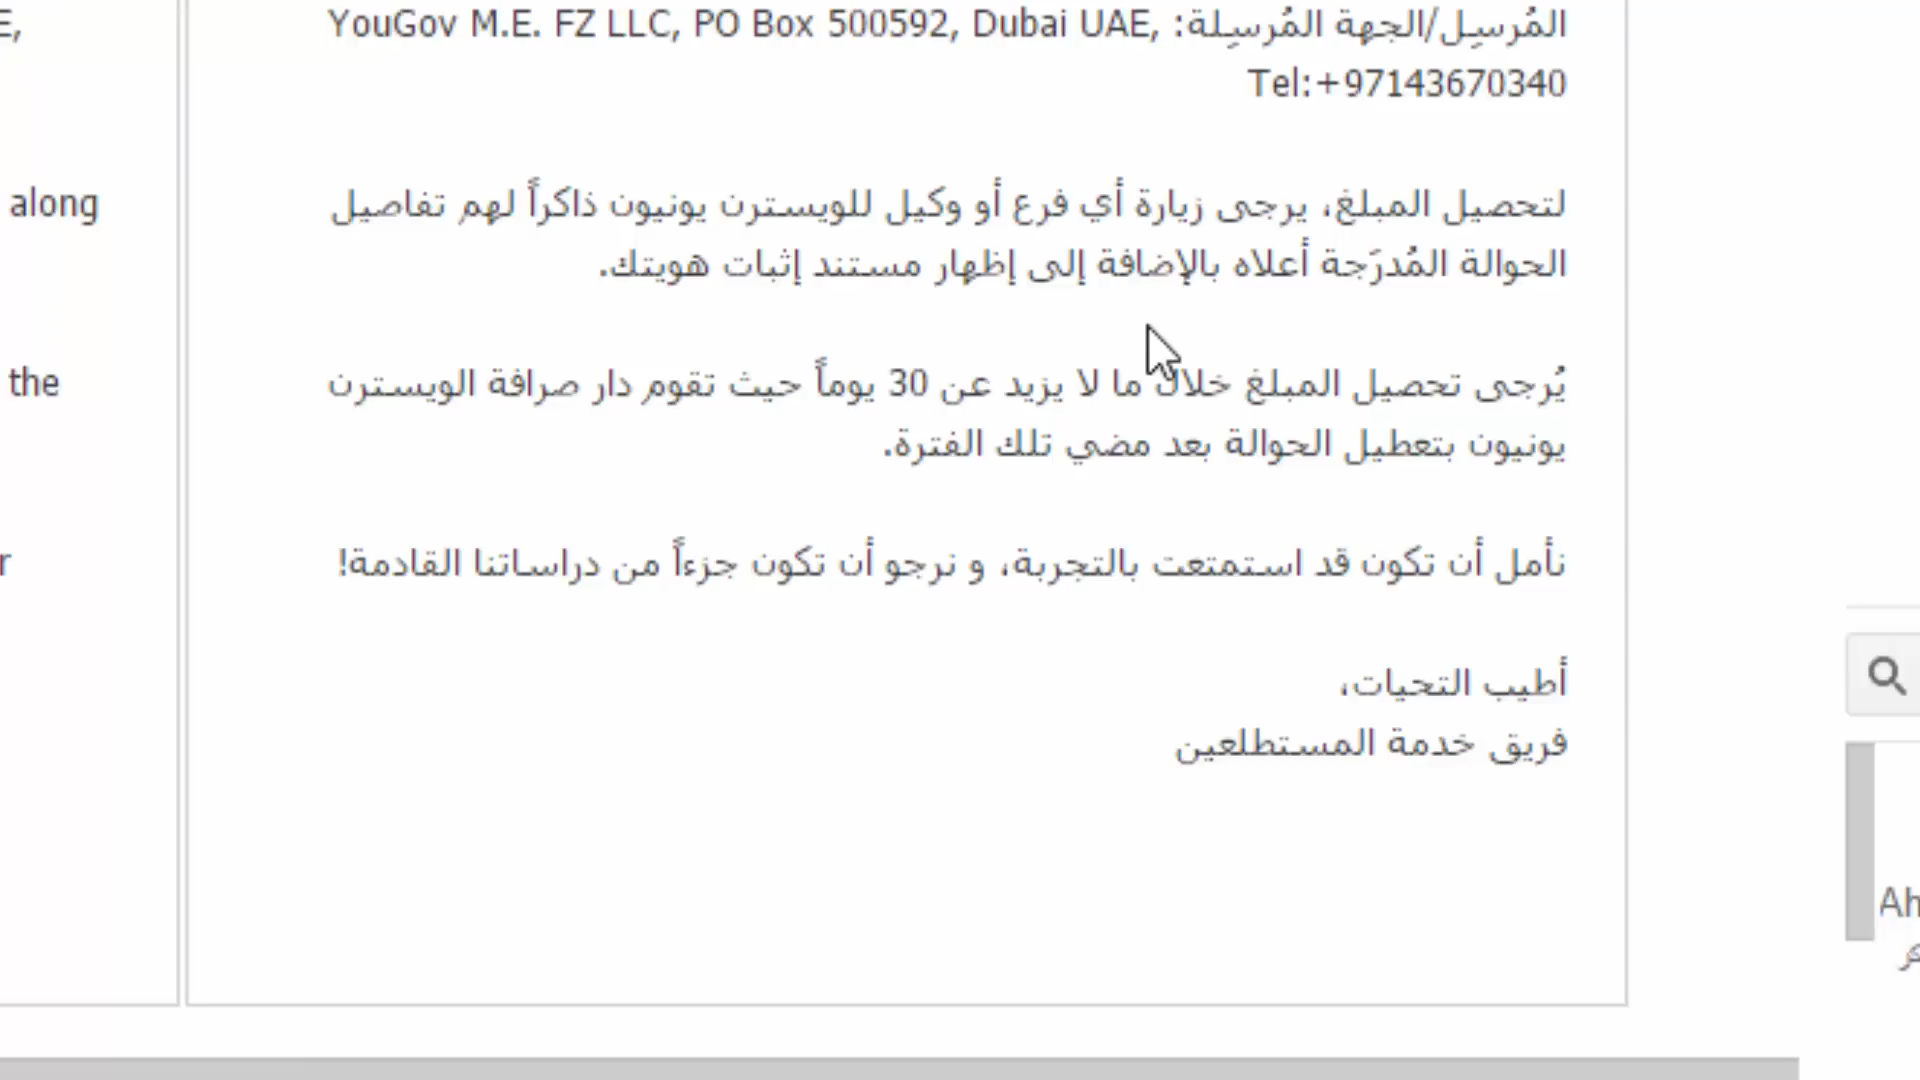 المُرسِل/الجهة المُرسِلة: YouGov M.E. FZ LLC, PO Box 500592, Dubai UAE,
Tel:+97143670340
لتحصيل المبلغ، يرجى زيارة أي فرع أو وكيل للويسترن يونيون ذاكراً لهم تفاصيل
الحوالة المُدرَجة أعلاه بالإضافة إلى إظهار مستند إثبات هويتك.
يُرجى تحصيل المبلغ خلال ما لا يزيد عن 30 يوماً حيث تقوم دار صرافة الويسترن
يونيون بتعطيل الحوالة بعد مضي تلك الفترة.
نأمل أن تكون قد استمتعت بالتجربة، و نرجو أن تكون جزءاً من دراساتنا القادمة!
أطيب التحيات،
فريق خدمة المستطلعين
along
the